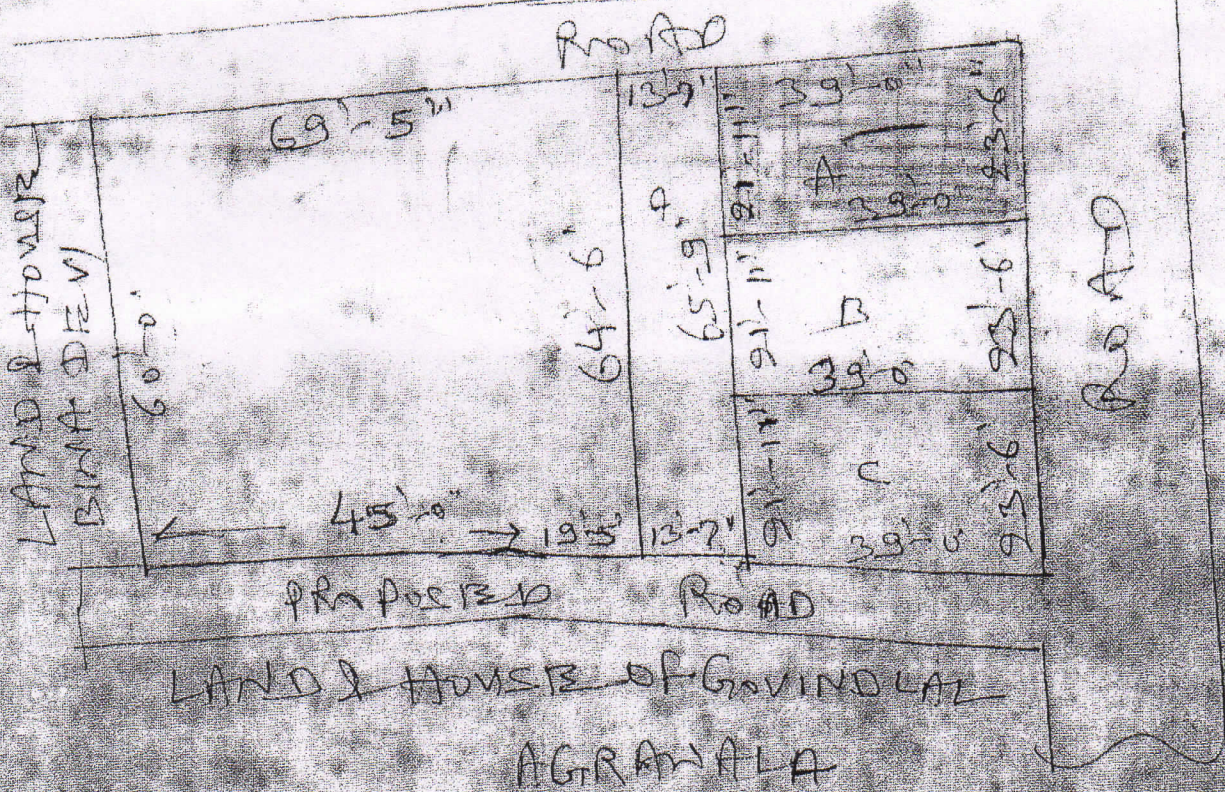 ROAD
69'-5"
13'-7"
39'-0"
21'-11"
A
23'-6"
39'-0"
LAND & HOUSE
BINA DEVI
60'-0"
64'-6"
65'-9"
21'-11"
B
23'-6"
39'-0"
ROAD
45'-0"
19'-5"
13'-7"
21'-11"
C
23'-6"
39'-0"
PROPOSED ROAD
LAND & HOUSE OF GOVINDLAL
AGRAWALA